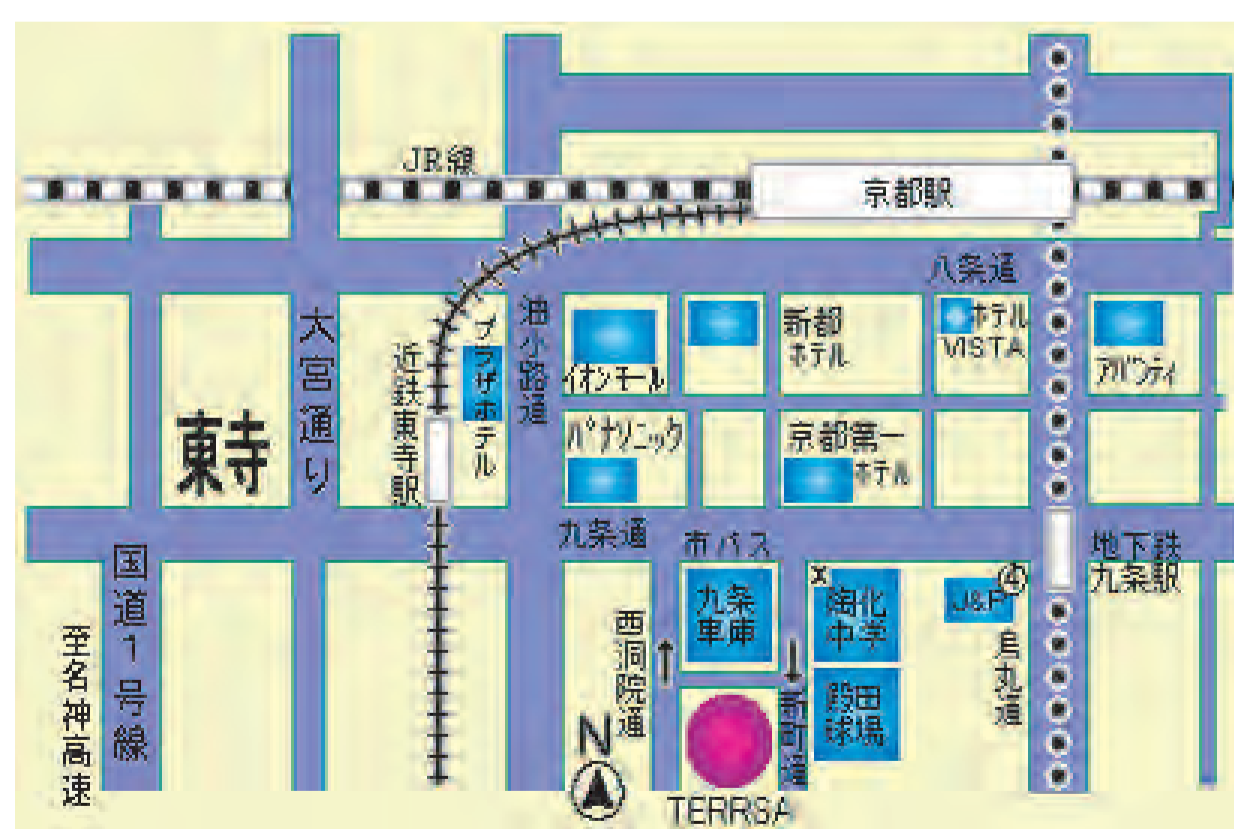 JR線
京都駅
八条通
大宮通り
近鉄東寺駅
プラザホテル
油小路通
イオンモール
新都
ホテル
ホテル
VISTA
アバンティ
東寺
パナソニック
京都第一
ホテル
九条通
市バス
地下鉄
九条駅
国道1号線
至名神高速
西洞院通
九条
車庫
X
陶化
中学
④
J&P
烏丸通
新町通
殿田
球場
N
TERRSA